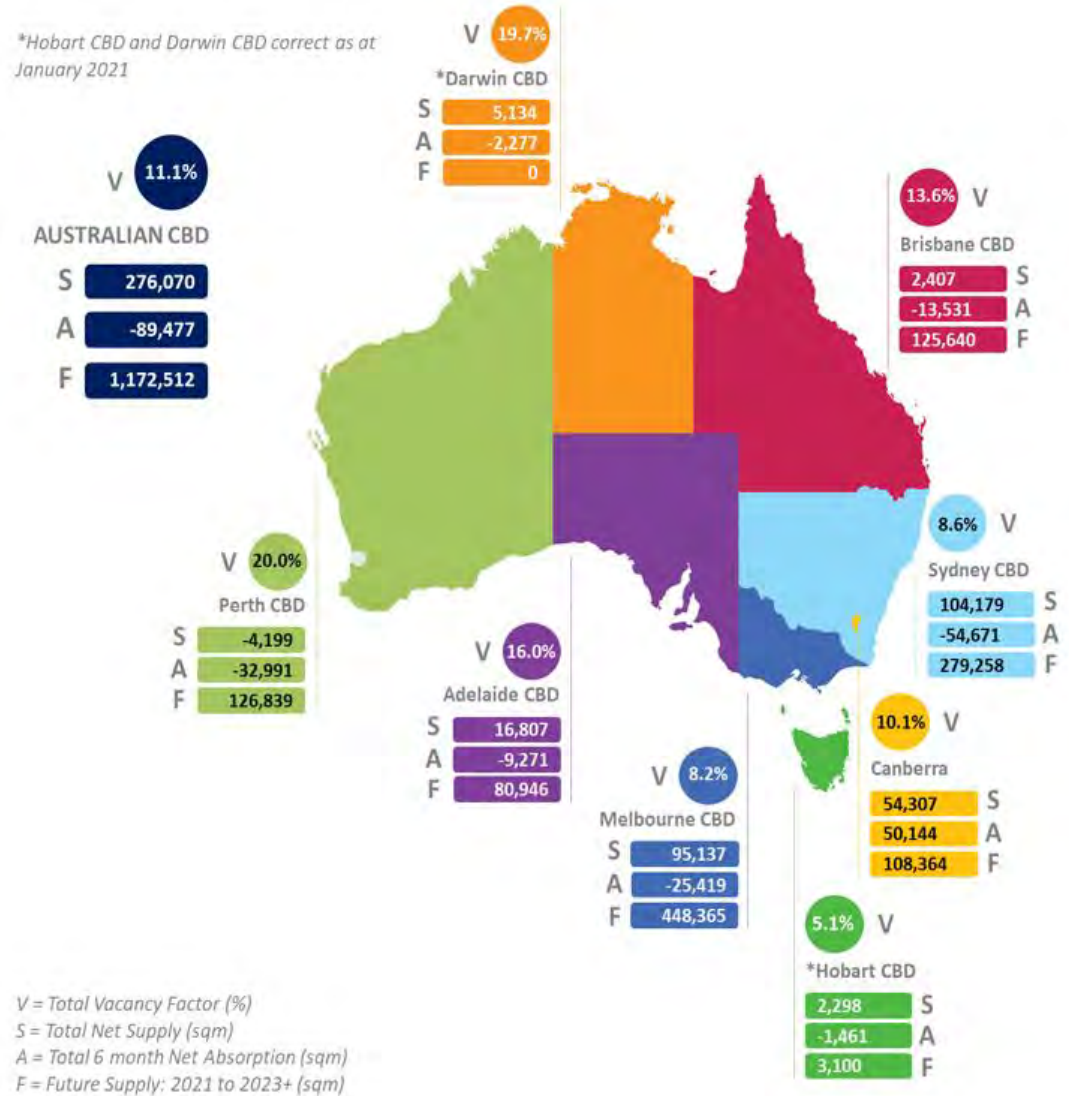 *Hobart CBD and Darwin CBD correct as at
January 2021
V 19.7%
*Darwin CBD
S 5,134
A -2,277
F 0
V 11.1%
AUSTRALIAN CBD
S 276,070
A -89,477
F 1,172,512
13.6% V
Brisbane CBD
2,407 S
-13,531 A
125,640 F
V 20.0%
Perth CBD
S -4,199
A -32,991
F 126,839
8.6% V
Sydney CBD
104,179 S
-54,671 A
279,258 F
V 16.0%
Adelaide CBD
S 16,807
A -9,271
F 80,946
V 8.2%
Melbourne CBD
S 95,137
A -25,419
F 448,365
10.1% V
Canberra
54,307 S
50,144 A
108,364 F
5.1% V
*Hobart CBD
2,298 S
-1,461 A
3,100 F
V = Total Vacancy Factor (%)
S = Total Net Supply (sqm)
A = Total 6 month Net Absorption (sqm)
F = Future Supply: 2021 to 2023+ (sqm)